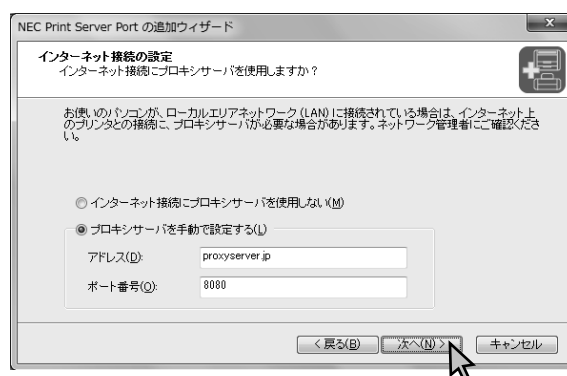 NEC Print Server Port の追加ウィザード
インターネット接続の設定
インターネット接続にプロキシサーバを使用しますか？
お使いのパソコンが、ローカルエリアネットワーク (LAN) に接続されている場合は、インターネット上
のプリンタとの接続に、プロキシサーバが必要な場合があります。ネットワーク管理者にご確認くださ
い。
インターネット接続にプロキシサーバを使用しない(M)
プロキシサーバを手動で設定する(L)
アドレス(D):
proxyserver.jp
ポート番号(O):
8080
< 戻る(B)
次へ(N) >
キャンセル